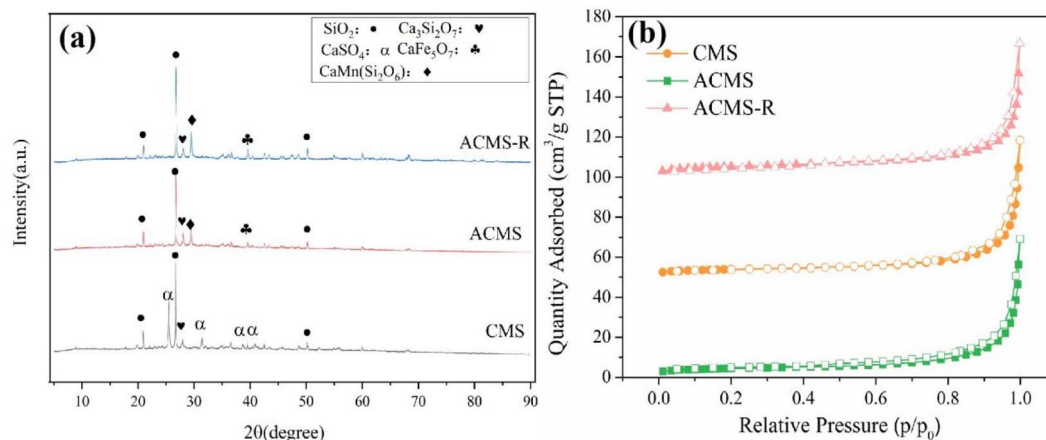 (a)
SiO₂: ● Ca₃Si₂O₇: ♥
CaSO₄: α CaFe₅O₇: ♣
CaMn(Si₂O₆): ♦
ACMS-R
ACMS
CMS
α
α
α α
Intensity(a.u.)
10 20 30 40 50 60 70 80 90
2θ(degree)
(b)
CMS
ACMS
ACMS-R
Quantity Adsorbed (cm³/g STP)
180
160
140
120
100
80
60
40
20
0
0.0 0.2 0.4 0.6 0.8 1.0
Relative Pressure (p/p₀)